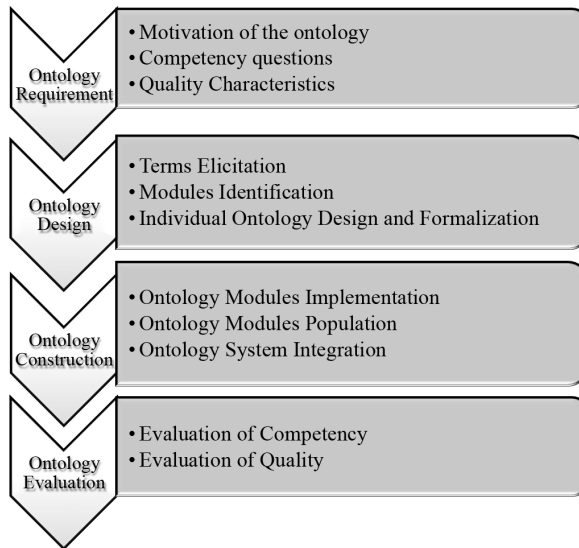 Ontology
Requirement
• Motivation of the ontology
• Competency questions
• Quality Characteristics
Ontology
Design
• Terms Elicitation
• Modules Identification
• Individual Ontology Design and Formalization
Ontology
Construction
• Ontology Modules Implementation
• Ontology Modules Population
• Ontology System Integration
Ontology
Evaluation
• Evaluation of Competency
• Evaluation of Quality